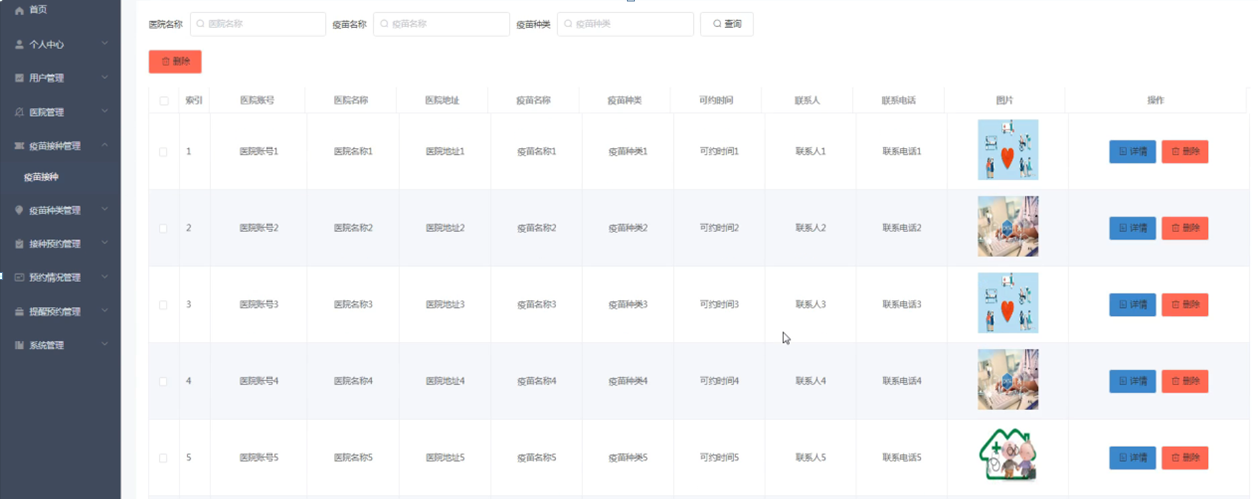 首页
个人中心
用户管理
医院管理
疫苗接种管理
疫苗接种
疫苗种类管理
接种预约管理
预约情况管理
提醒预约管理
系统管理
医院名称 医院名称 疫苗名称 疫苗名称 疫苗种类 疫苗种类 查询
删除
索引 医院账号 医院名称 医院地址 疫苗名称 疫苗种类 可约时间 联系人 联系电话 图片 操作
1 医院账号1 医院名称1 医院地址1 疫苗名称1 疫苗种类1 可约时间1 联系人1 联系电话1 详情 删除
2 医院账号2 医院名称2 医院地址2 疫苗名称2 疫苗种类2 可约时间2 联系人2 联系电话2 详情 删除
3 医院账号3 医院名称3 医院地址3 疫苗名称3 疫苗种类3 可约时间3 联系人3 联系电话3 详情 删除
4 医院账号4 医院名称4 医院地址4 疫苗名称4 疫苗种类4 可约时间4 联系人4 联系电话4 详情 删除
5 医院账号5 医院名称5 医院地址5 疫苗名称5 疫苗种类5 可约时间5 联系人5 联系电话5 详情 删除